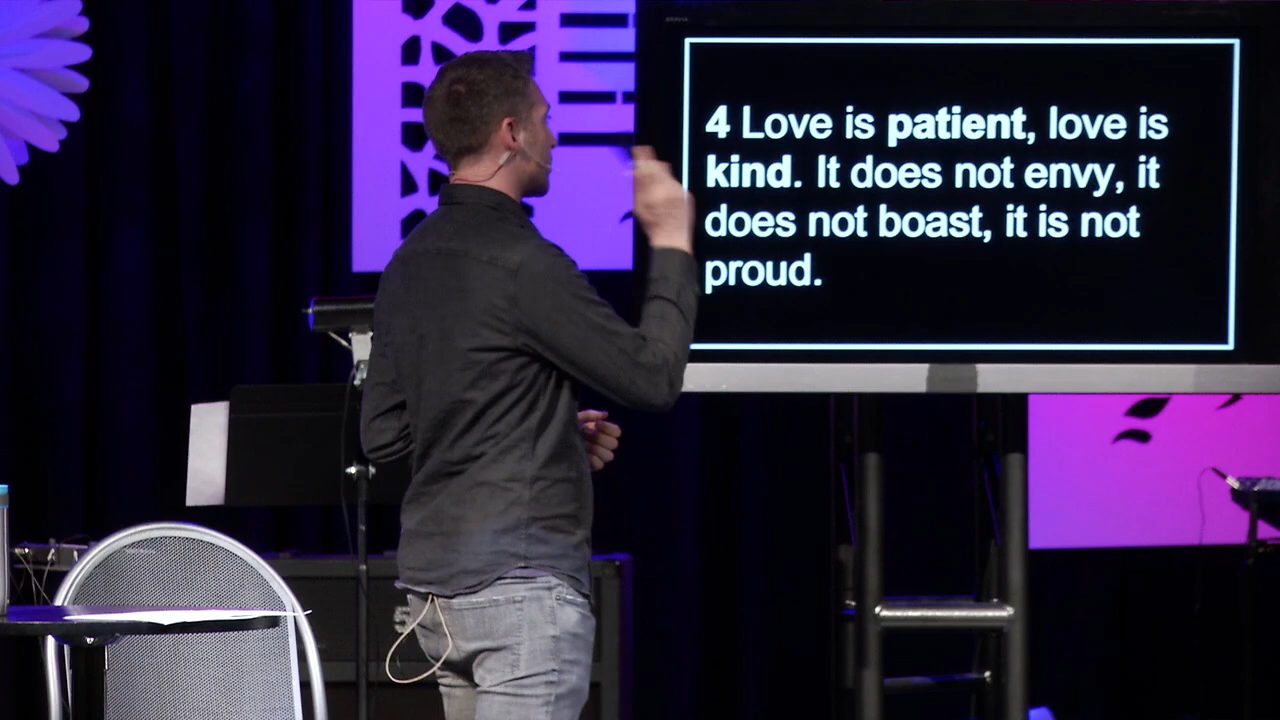 4 Love is patient, love is
kind. It does not envy, it
does not boast, it is not
proud.